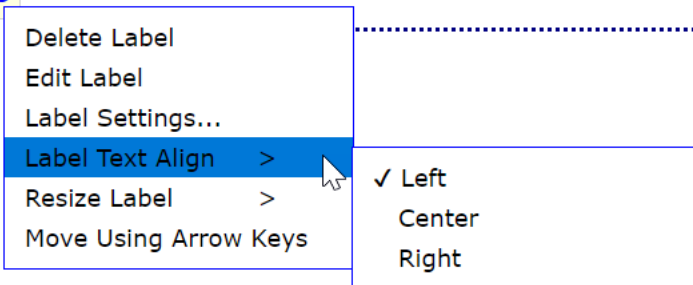 Delete Label
Edit Label
Label Settings...
Label Text Align >
Resize Label >
Move Using Arrow Keys
✓ Left
Center
Right